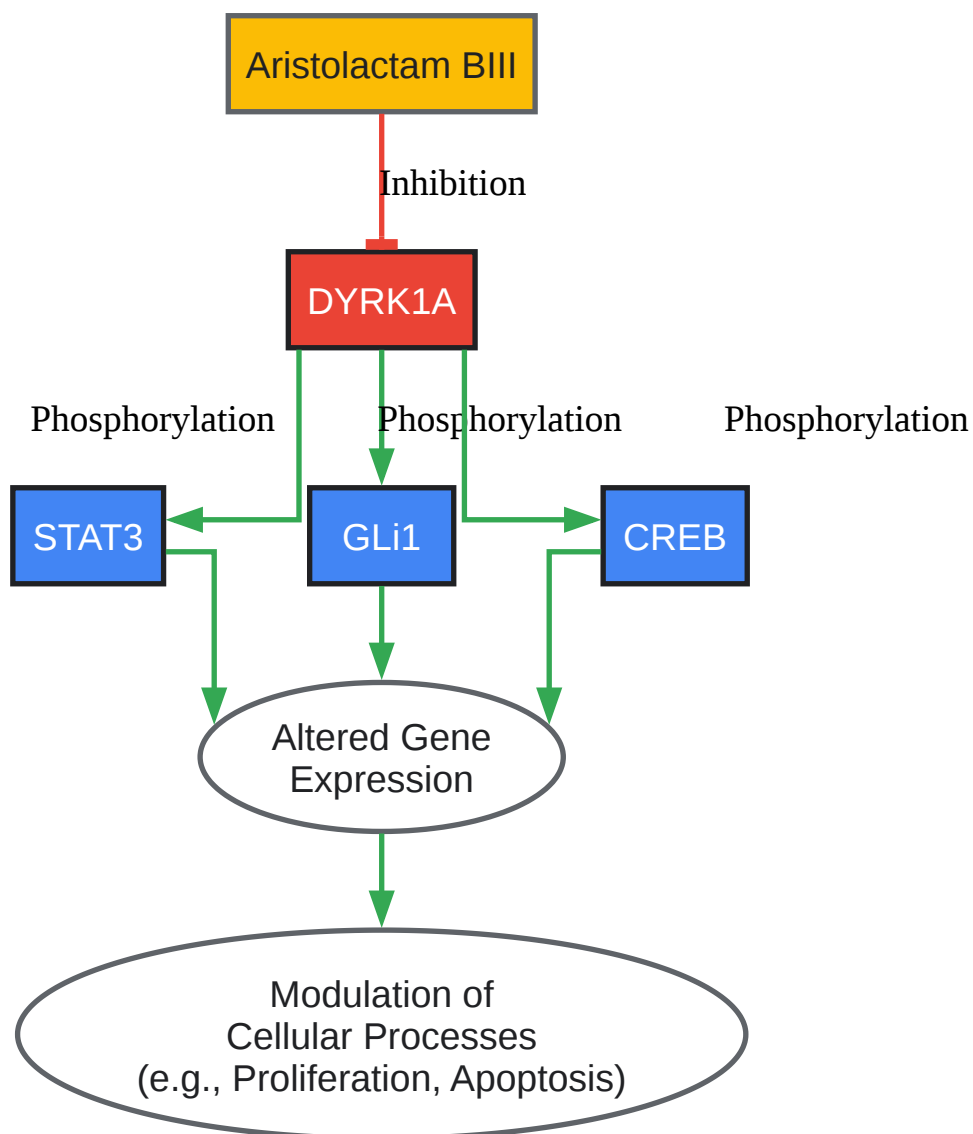 Aristolactam BIII
Inhibition
DYRK1A
Phosphorylation
Phosphorylation
Phosphorylation
STAT3
GLi1
CREB
Altered Gene
Expression
Modulation of
Cellular Processes
(e.g., Proliferation, Apoptosis)